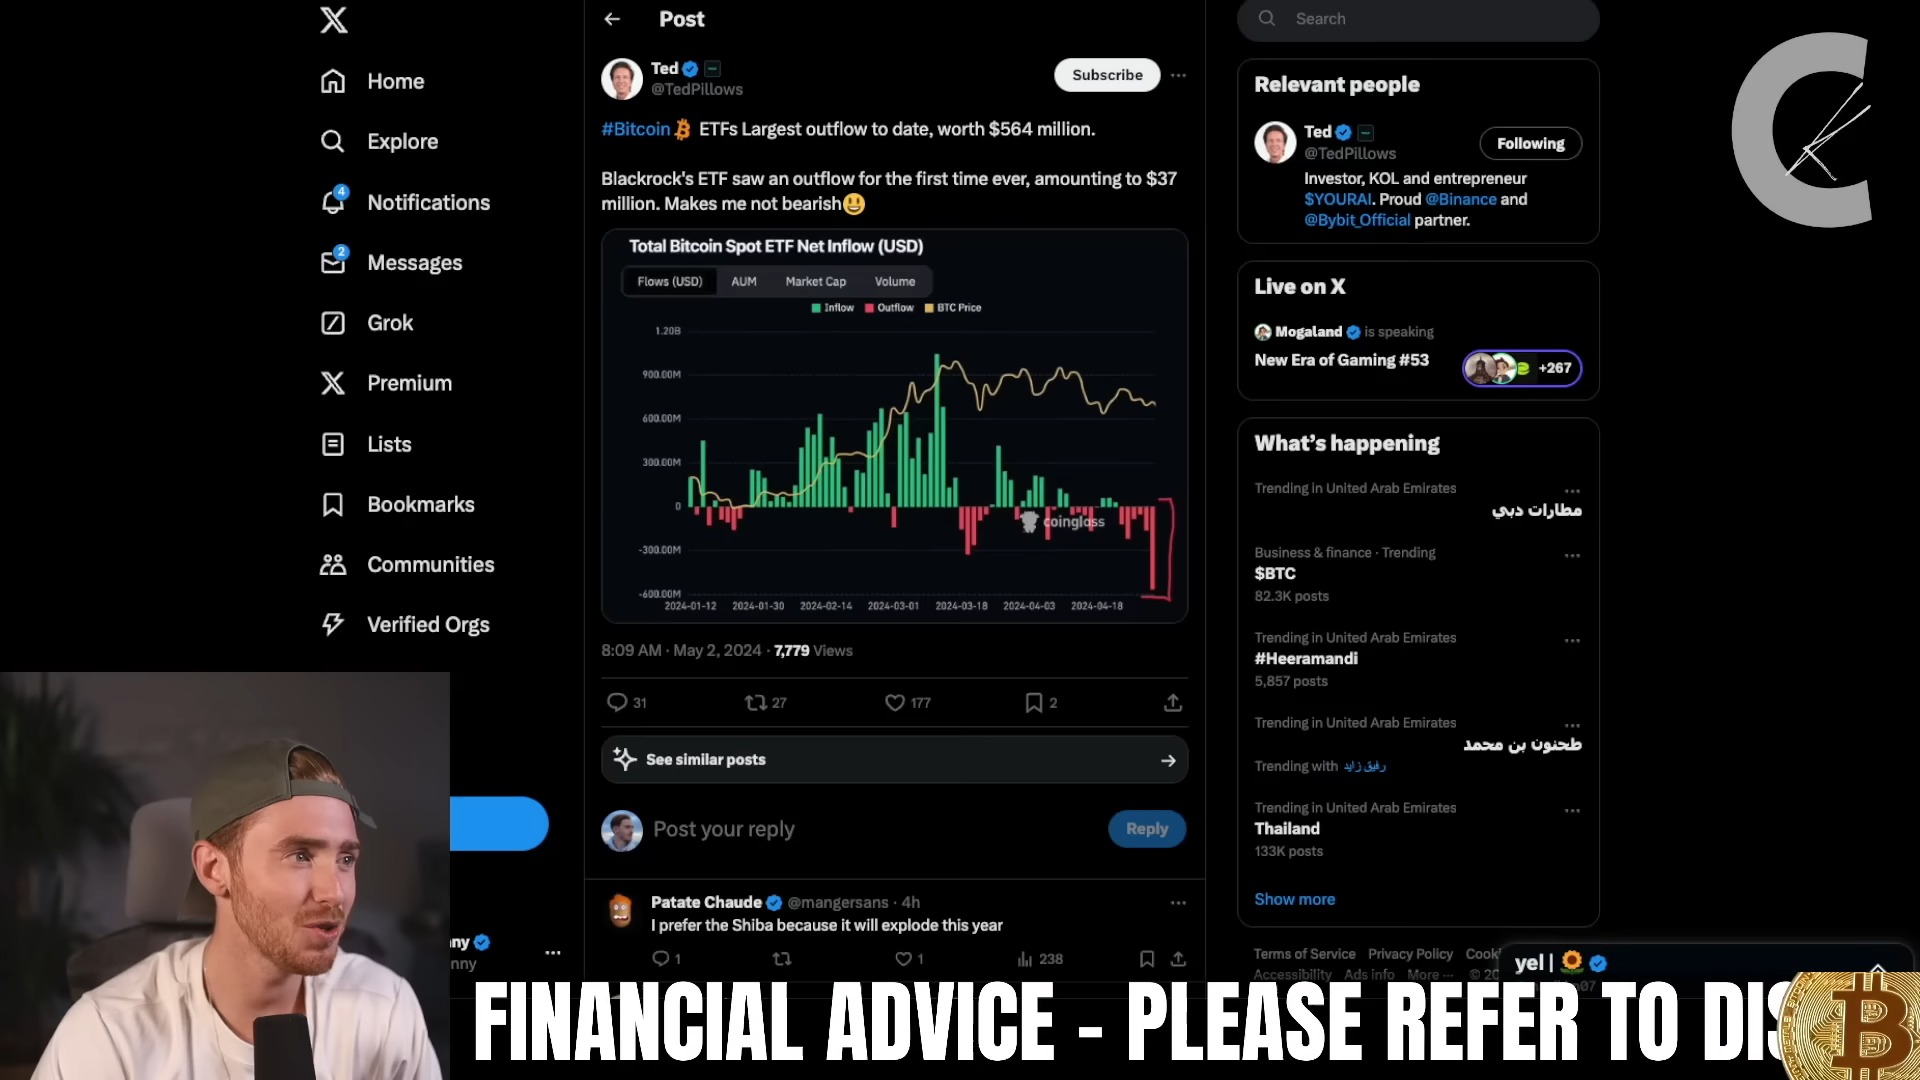 Home
Explore
4
Notifications
2
Messages
Grok
Premium
Lists
Bookmarks
Communities
Verified Orgs
Post
Ted
@TedPillows
Subscribe
#Bitcoin ETFs Largest outflow to date, worth $564 million.
Blackrock's ETF saw an outflow for the first time ever, amounting to $37
million. Makes me not bearish😃
Total Bitcoin Spot ETF Net Inflow (USD)
Flows (USD) AUM Market Cap Volume
Inflow Outflow BTC Price
1.20B
900.00M
600.00M
300.00M
0
-300.00M
-600.00M
coinglass
2024-01-12 2024-01-30 2024-02-14 2024-03-01 2024-03-18 2024-04-03 2024-04-18
8:09 AM · May 2, 2024 · 7,779 Views
31 27 177 2
See similar posts
Post your reply
Reply
Patate Chaude @mangersans · 4h
I prefer the Shiba because it will explode this year
1 1 238
Search
Relevant people
Ted
@TedPillows
Following
Investor, KOL and entrepreneur
$YOURAI. Proud @Binance and
@Bybit_Official partner.
Live on X
Mogaland is speaking
New Era of Gaming #53
+267
What's happening
Trending in United Arab Emirates
مطارات دبي
Business & finance · Trending
$BTC
82.3K posts
Trending in United Arab Emirates
#Heeramandi
5,857 posts
Trending in United Arab Emirates
طحنون بن محمد
Trending with رفيق زايد
Trending in United Arab Emirates
Thailand
133K posts
Show more
Terms of Service Privacy Policy Cooki
Accessibility Ads info More ··· © 20
yel | 🌻
ny
nny
FINANCIAL ADVICE - PLEASE REFER TO DIS